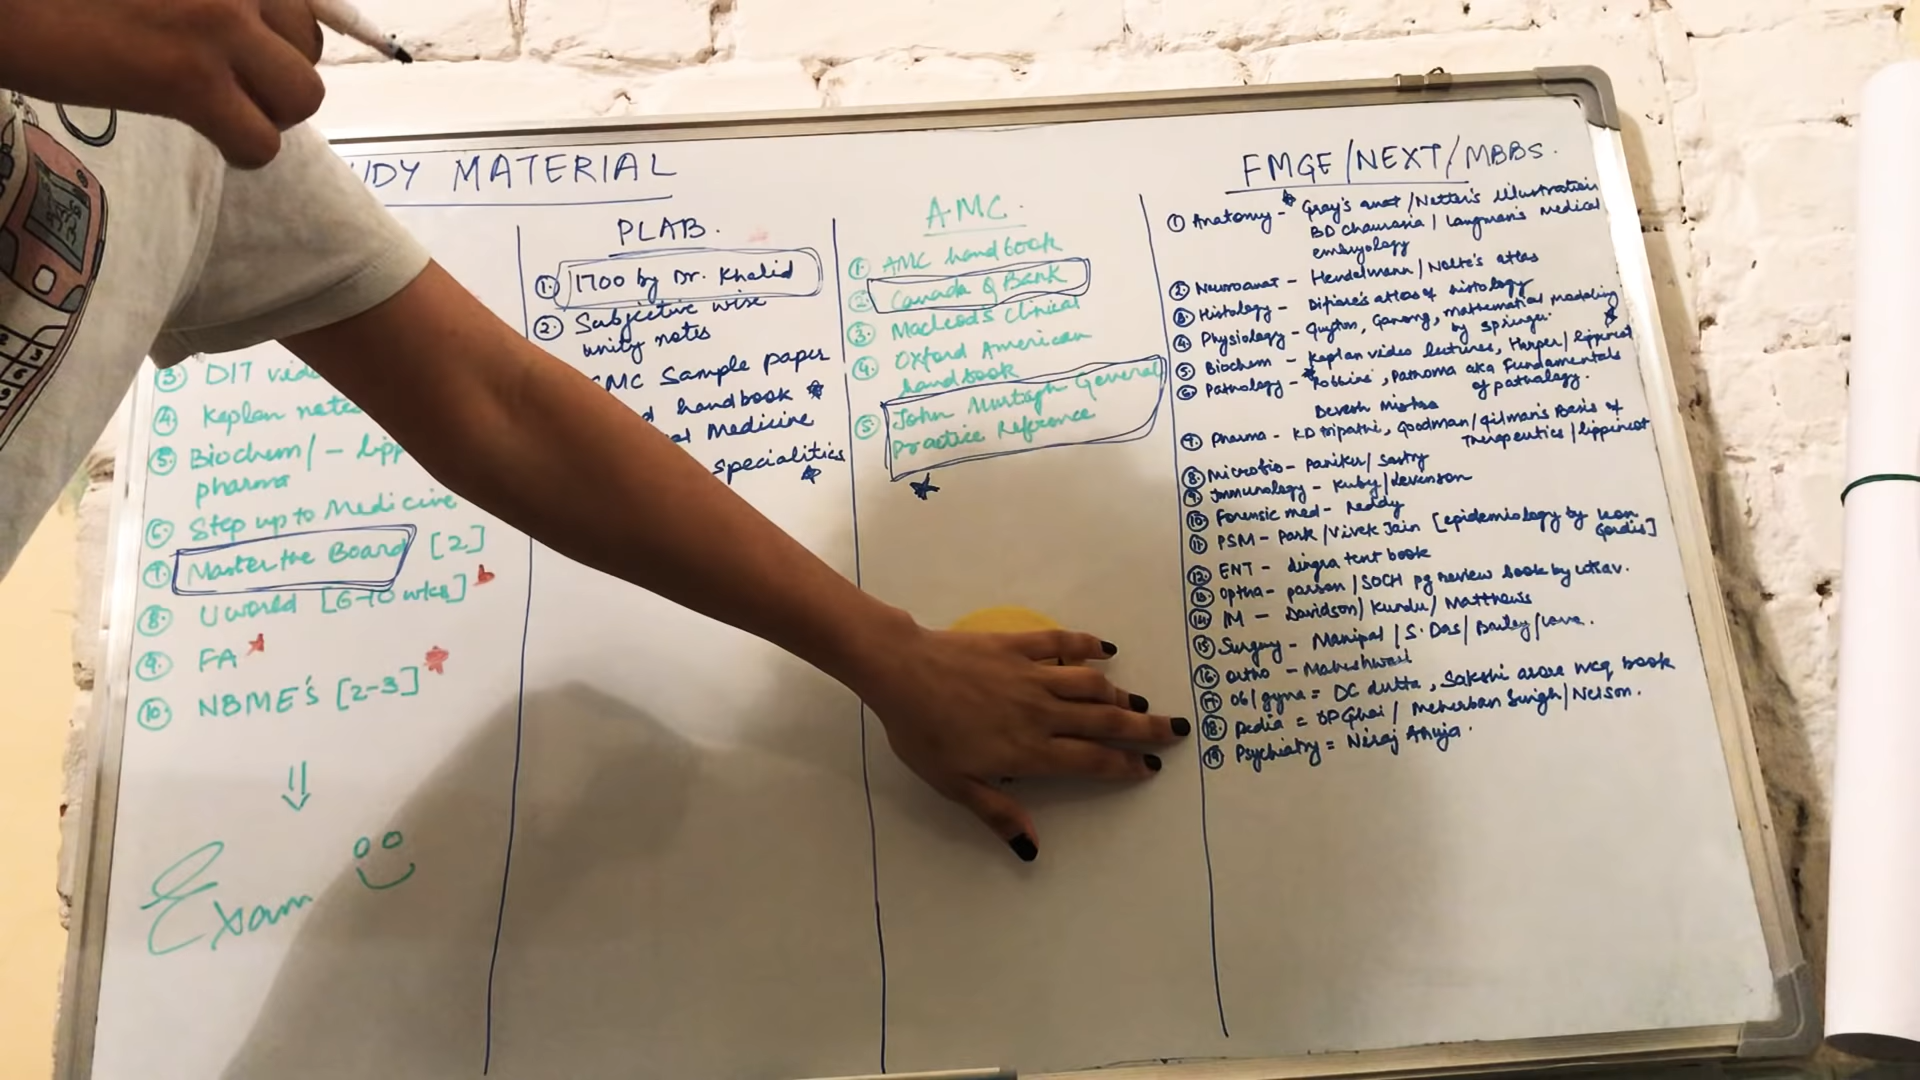 UDY MATERIAL
③ DIT vide
④ Kaplan notes
⑤ Biochem/ - lipp
pharma
⑥ Step up to Medicine
⑦ Master the Board [2]
⑧ U world [6-10 wks]
⑨ FA
⑩ NBME's [2-3]
Exam
PLAB.
① 1700 by Dr. Khalid
② Subjective wise
unity notes
GMC Sample paper
d handbook
al Medicine
specialities
AMC.
① AMC handbook
② Canada Q Bank
③ Macleods Clinical
④ Oxford American
handbook
⑤ John Murtagh General
Practice Reference
FMGE/NEXT/MBBS.
① Anatomy - Gray's anat /Netter's illustration
BD chaurasia / Langman's medical
embryology
② Neuroanat - Hendelmann / Nolte's atlas
③ Histology - Difiore's atlas of histology
④ Physiology - Guyton, Ganong, mathematical modeling
by springer.
⑤ Biochem - Kaplan video lectures, Harper/ lippincot
⑥ Pathology - Robbins, Pathoma aka Fundamentals
of pathology.
Devesh Mishra
⑦ Pharma - KD tripathi, Goodman/Gilman's Basis of
Therapeutics / lippincot
⑧ Microbio - Paniker/ Sastry
⑨ Immunology - Kuby/Levenson
⑩ Forensic med - Reddy
⑪ PSM - Park /Vivek Jain [epidemiology by Leon
Gordis]
⑫ ENT - dingra text book
⑬ optha - parson /SOCH pg review book by utsav.
⑭ IM - Davidson/ Kundu/ Matthews
⑮ Surgery - Manipal / S. Das / Bailey/Love.
⑯ ortho - Maheshwari
⑰ ob/gyna = DC dutta, Sakshi arora mcq book
⑱ Pedia = OP Ghai / Meherban Singh/ Nelson.
⑲ Psychiatry = Niraj Ahuja.